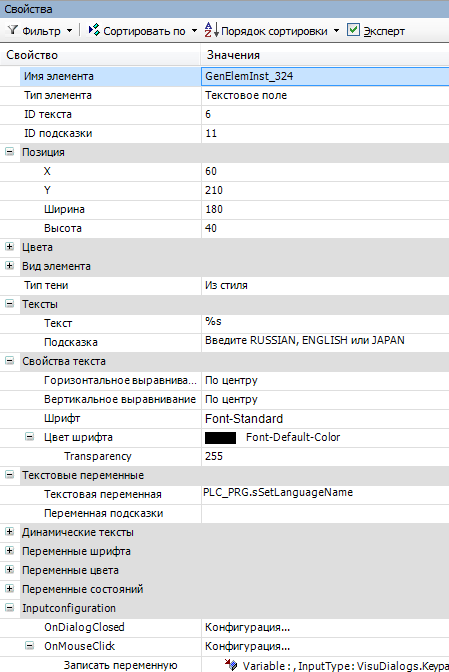 Свойства
Фильтр Сортировать по Порядок сортировки Эксперт
Свойство Значения
Имя элемента GenElemInst_324
Тип элемента Текстовое поле
ID текста 6
ID подсказки 11
Позиция
X 60
Y 210
Ширина 180
Высота 40
Цвета
Вид элемента
Тип тени Из стиля
Тексты
Текст %s
Подсказка Введите RUSSIAN, ENGLISH или JAPAN
Свойства текста
Горизонтальное выравнива... По центру
Вертикальное выравнивание По центру
Шрифт Font-Standard
Цвет шрифта Font-Default-Color
Transparency 255
Текстовые переменные
Текстовая переменная PLC_PRG.sSetLanguageName
Переменная подсказки
Динамические тексты
Переменные шрифта
Переменные цвета
Переменные состояний
Inputconfiguration
OnDialogClosed Конфигурация...
OnMouseClick Конфигурация...
Записать переменную Variable: , InputType: VisuDialogs.Keypa